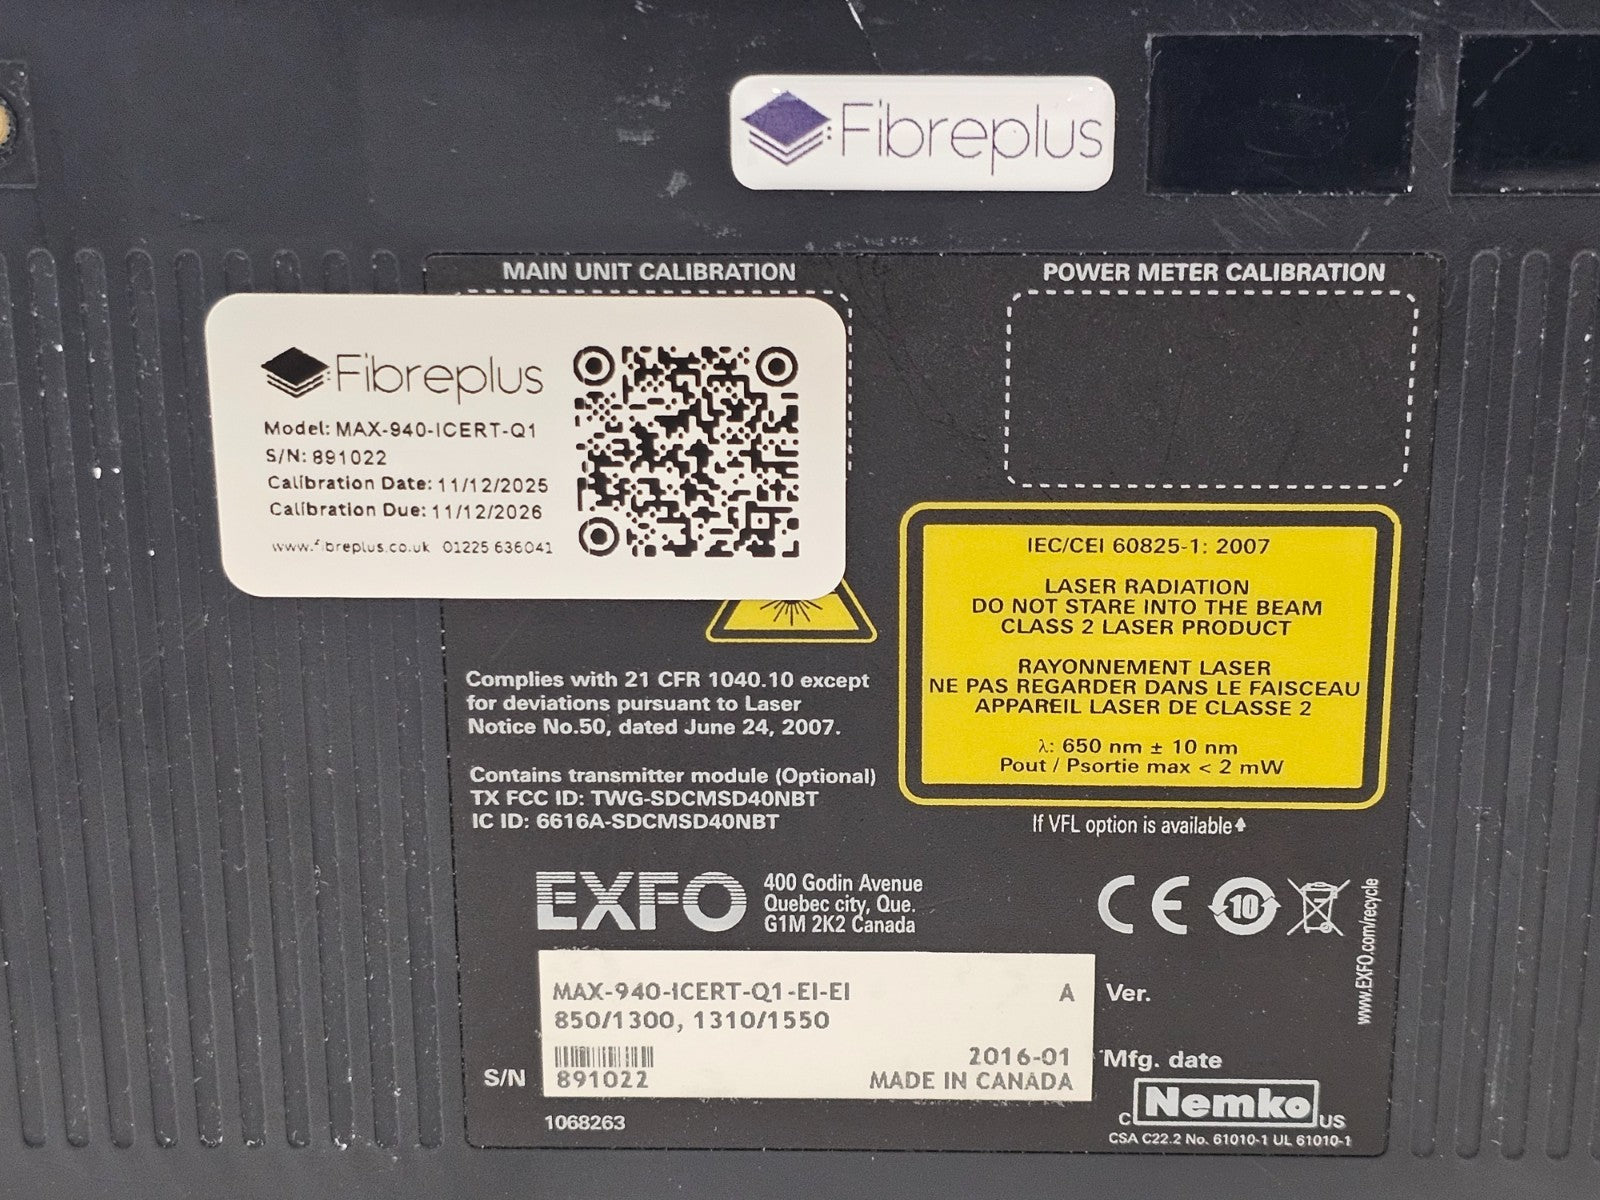 Fibreplus
MAIN UNIT CALIBRATION
POWER METER CALIBRATION
Fibreplus
Model: MAX-940-ICERT-Q1
S/N: 891022
Calibration Date: 11/12/2025
Calibration Due: 11/12/2026
www.fibreplus.co.uk 01225 636041
IEC/CEI 60825-1: 2007
LASER RADIATION
DO NOT STARE INTO THE BEAM
CLASS 2 LASER PRODUCT
RAYONNEMENT LASER
NE PAS REGARDER DANS LE FAISCEAU
APPAREIL LASER DE CLASSE 2
λ: 650 nm ± 10 nm
Pout / Psortie max < 2 mW
If VFL option is available
Complies with 21 CFR 1040.10 except
for deviations pursuant to Laser
Notice No.50, dated June 24, 2007.
Contains transmitter module (Optional)
TX FCC ID: TWG-SDCMSD40NBT
IC ID: 6616A-SDCMSD40NBT
EXFO
400 Godin Avenue
Quebec city, Que.
G1M 2K2 Canada
CE
10
www.EXFO.com/recycle
MAX-940-ICERT-Q1-EI-EI A Ver.
850/1300, 1310/1550
2016-01 Mfg. date
S/N 891022 MADE IN CANADA
1068263
C Nemko US
CSA C22.2 No. 61010-1 UL 61010-1